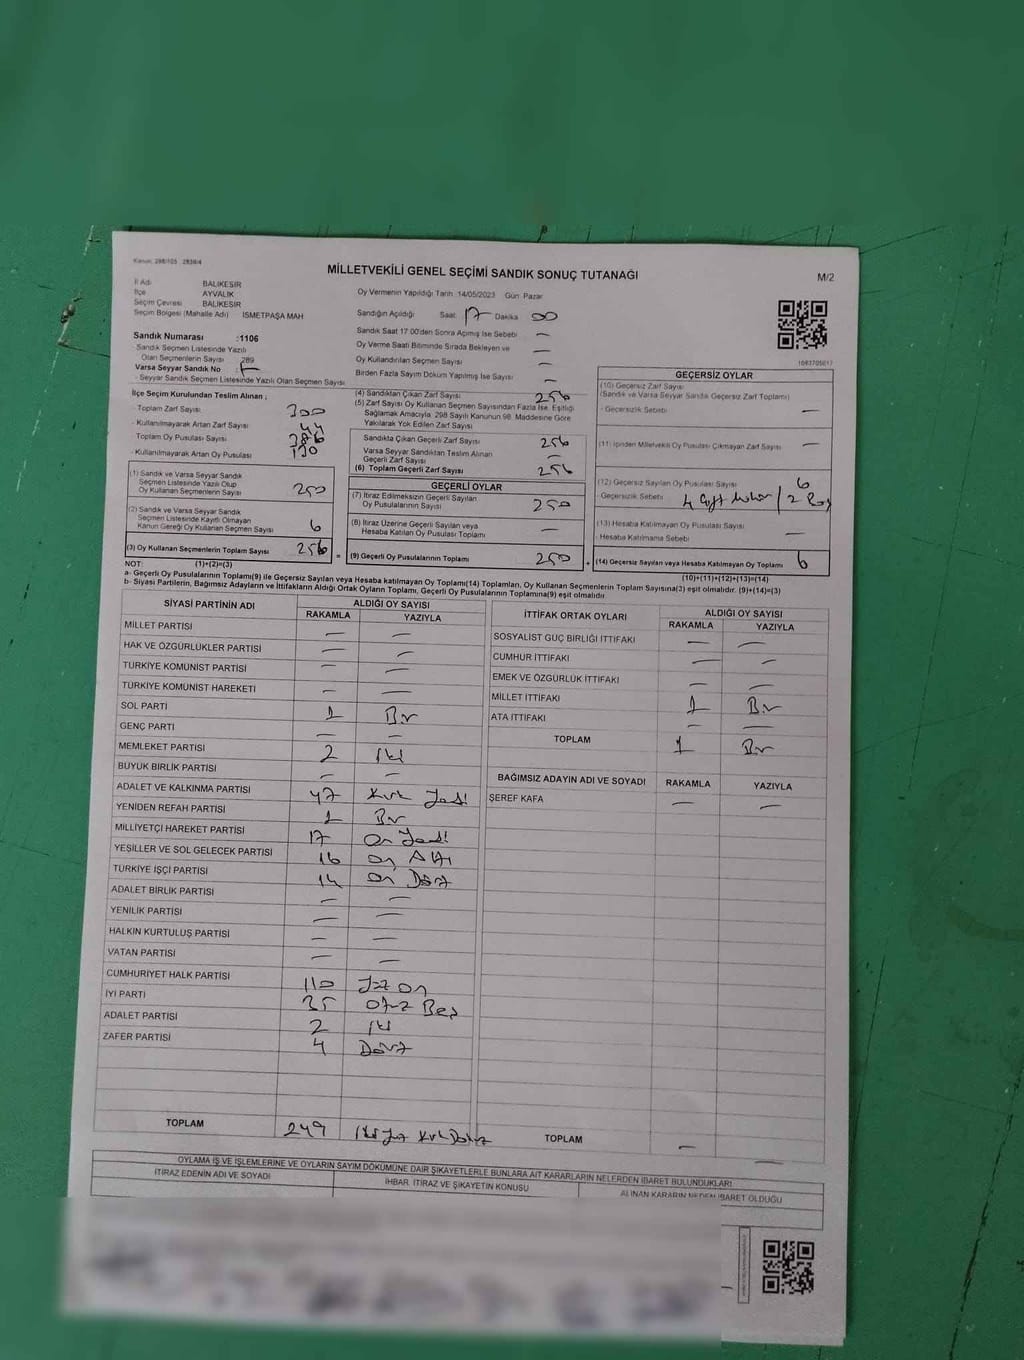 Kanun: 298/105 2839/4
MİLLETVEKİLİ GENEL SEÇİMİ SANDIK SONUÇ TUTANAĞI
M/2
İl Adı BALIKESİR
İlçe AYVALIK
Seçim Çevresi BALIKESİR
Seçim Bölgesi (Mahalle Adı) İSMETPAŞA MAH
Oy Vermenin Yapıldığı Tarih 14/05/2023 Gün Pazar
Sandığın Açıldığı Saat 17 Dakika 00
Sandık Saat 17:00'den Sonra Açılmış İse Sebebi —
Oy Verme Saati Bitiminde Sırada Bekleyen ve —
Oy Kullandırılan Seçmen Sayısı —
Birden Fazla Sayım Döküm Yapılmış İse Sayısı —
Sandık Numarası :1106
Sandık Seçmen Listesinde Yazılı
Olan Seçmenlerin Sayısı 289
Varsa Seyyar Sandık No :
- Seyyar Sandık Seçmen Listesinde Yazılı Olan Seçmen Sayısı
İlçe Seçim Kurulundan Teslim Alınan ;
- Toplam Zarf Sayısı 300
- Kullanılmayarak Artan Zarf Sayısı 44
Toplam Oy Pusulası Sayısı
- Kullanılmayarak Artan Oy Pusulası
(1) Sandık ve Varsa Seyyar Sandık
Seçmen Listesinde Yazılı Olup
Oy Kullanan Seçmenlerin Sayısı 250
(2) Sandık ve Varsa Seyyar Sandık
Seçmen Listesinde Kayıtlı Olmayan
Kanun Gereği Oy Kullanan Seçmen Sayısı 6
(3) Oy Kullanan Seçmenlerin Toplam Sayısı 256 =
(1)+(2)=(3)
(4) Sandıktan Çıkan Zarf Sayısı 256
(5) Zarf Sayısı Oy Kullanan Seçmen Sayısından Fazla İse, Eşitliği
Sağlamak Amacıyla 298 Sayılı Kanunun 98. Maddesine Göre
Yakılarak Yok Edilen Zarf Sayısı
Sandıkta Çıkan Geçerli Zarf Sayısı 256
Varsa Seyyar Sandıktan Teslim Alınan
Geçerli Zarf Sayısı —
(6) Toplam Geçerli Zarf Sayısı 256
GEÇERLİ OYLAR
(7) İtiraz Edilmeksizin Geçerli Sayılan
Oy Pusulası Sayısı 250
(8) İtiraz Üzerine Geçerli Sayılan veya
Hesaba Katılan Oy Pusulası Toplamı —
(9) Geçerli Oy Pusulalarının Toplamı 250 +
1083705017
GEÇERSİZ OYLAR
(10) Geçersiz Zarf Sayısı
(Sandık ve Varsa Seyyar Sandık Geçersiz Zarf Toplamı)
- Geçersizlik Sebebi —
(11) İçinden Milletvekili Oy Pusulası Çıkmayan Zarf Sayısı —
(12) Geçersiz Sayılan Oy Pusulası Sayısı 6
Geçersizlik Sebebi 4 Çift / 2 Boş
(13) Hesaba Katılmayan Oy Pusulası Sayısı
- Hesaba Katılmama Sebebi —
(14) Geçersiz Sayılan veya Hesaba Katılmayan Oy Toplamı 6
(10)+(11)+(12)+(13)=(14)
NOT:
a- Geçerli Oy Pusulalarının Toplamı(9) ile Geçersiz Sayılan veya Hesaba katılmayan Oy Toplamı(14) Toplamları, Oy Kullanan Seçmenlerin Toplam Sayısına(3) eşit olmalıdır. (9)+(14)=(3)
b- Siyasi Partilerin, Bağımsız Adayların ve İttifakların Aldığı Ortak Oyların Toplamı, Geçerli Oy Pusulalarının Toplamına(9) eşit olmalıdır.
SİYASİ PARTİNİN ADI ALDIĞI OY SAYISI
RAKAMLA YAZIYLA
MİLLET PARTİSİ — —
HAK VE ÖZGÜRLÜKLER PARTİSİ — —
TÜRKİYE KOMÜNİST PARTİSİ — —
TÜRKİYE KOMÜNİST HAREKETİ — —
SOL PARTİ 1 Bir
GENÇ PARTİ — —
MEMLEKET PARTİSİ 2 İki
BÜYÜK BİRLİK PARTİSİ — —
ADALET VE KALKINMA PARTİSİ 47 Kırk Yedi
YENİDEN REFAH PARTİSİ 1 Bir
MİLLİYETÇİ HAREKET PARTİSİ 17 On Yedi
YEŞİLLER VE SOL GELECEK PARTİSİ 16 On Altı
TÜRKİYE İŞÇİ PARTİSİ 14 On Dört
ADALET BİRLİK PARTİSİ — —
YENİLİK PARTİSİ — —
HALKIN KURTULUŞ PARTİSİ — —
VATAN PARTİSİ — —
CUMHURİYET HALK PARTİSİ 110 Yüz On
İYİ PARTİ 35 Otuz Beş
ADALET PARTİSİ 2 İki
ZAFER PARTİSİ 4 Dört
TOPLAM 249 İki Yüz Kırk Dokuz
İTTİFAK ORTAK OYLARI ALDIĞI OY SAYISI
RAKAMLA YAZIYLA
SOSYALİST GÜÇ BİRLİĞİ İTTİFAKI — —
CUMHUR İTTİFAKI — —
EMEK VE ÖZGÜRLÜK İTTİFAKI — —
MİLLET İTTİFAKI 1 Bir
ATA İTTİFAKI — —
TOPLAM 1 Bir
BAĞIMSIZ ADAYIN ADI VE SOYADI RAKAMLA YAZIYLA
ŞEREF KAFA — —
TOPLAM — —
OYLAMA İŞ VE İŞLEMLERİNE VE OYLARIN SAYIM DÖKÜMÜNE DAİR ŞİKAYETLERLE BUNLARA AİT KARARLARIN NELERDEN İBARET BULUNDUKLARI
İTİRAZ EDENİN ADI VE SOYADI İHBAR, İTİRAZ VE ŞİKAYETİN KONUSU ALINAN KARARIN NEDEN İBARET OLDUĞU